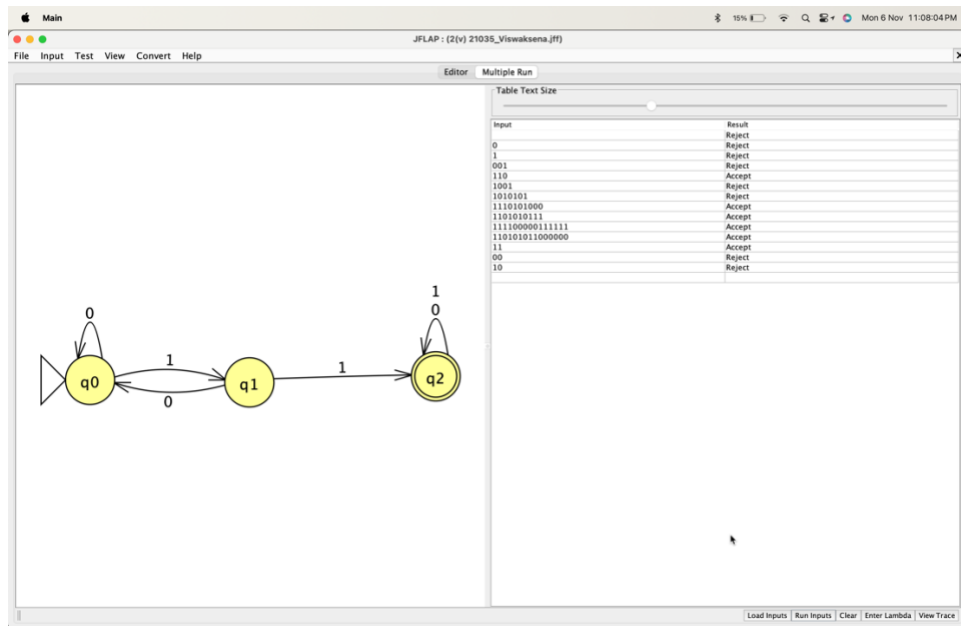 Main
15%
Mon 6 Nov 11:08:04 PM
JFLAP : (2(v) 21035_Viswaksena.jff)
File Input Test View Convert Help
Editor Multiple Run
Table Text Size
Input Result
Reject
0 Reject
1 Reject
001 Reject
110 Accept
1001 Reject
1010101 Reject
1110101000 Accept
1101010111 Accept
111100000111111 Accept
110101011000000 Accept
11 Accept
00 Reject
10 Reject
1
0
0
1
1
q0
q1
q2
0
Load Inputs Run Inputs Clear Enter Lambda View Trace